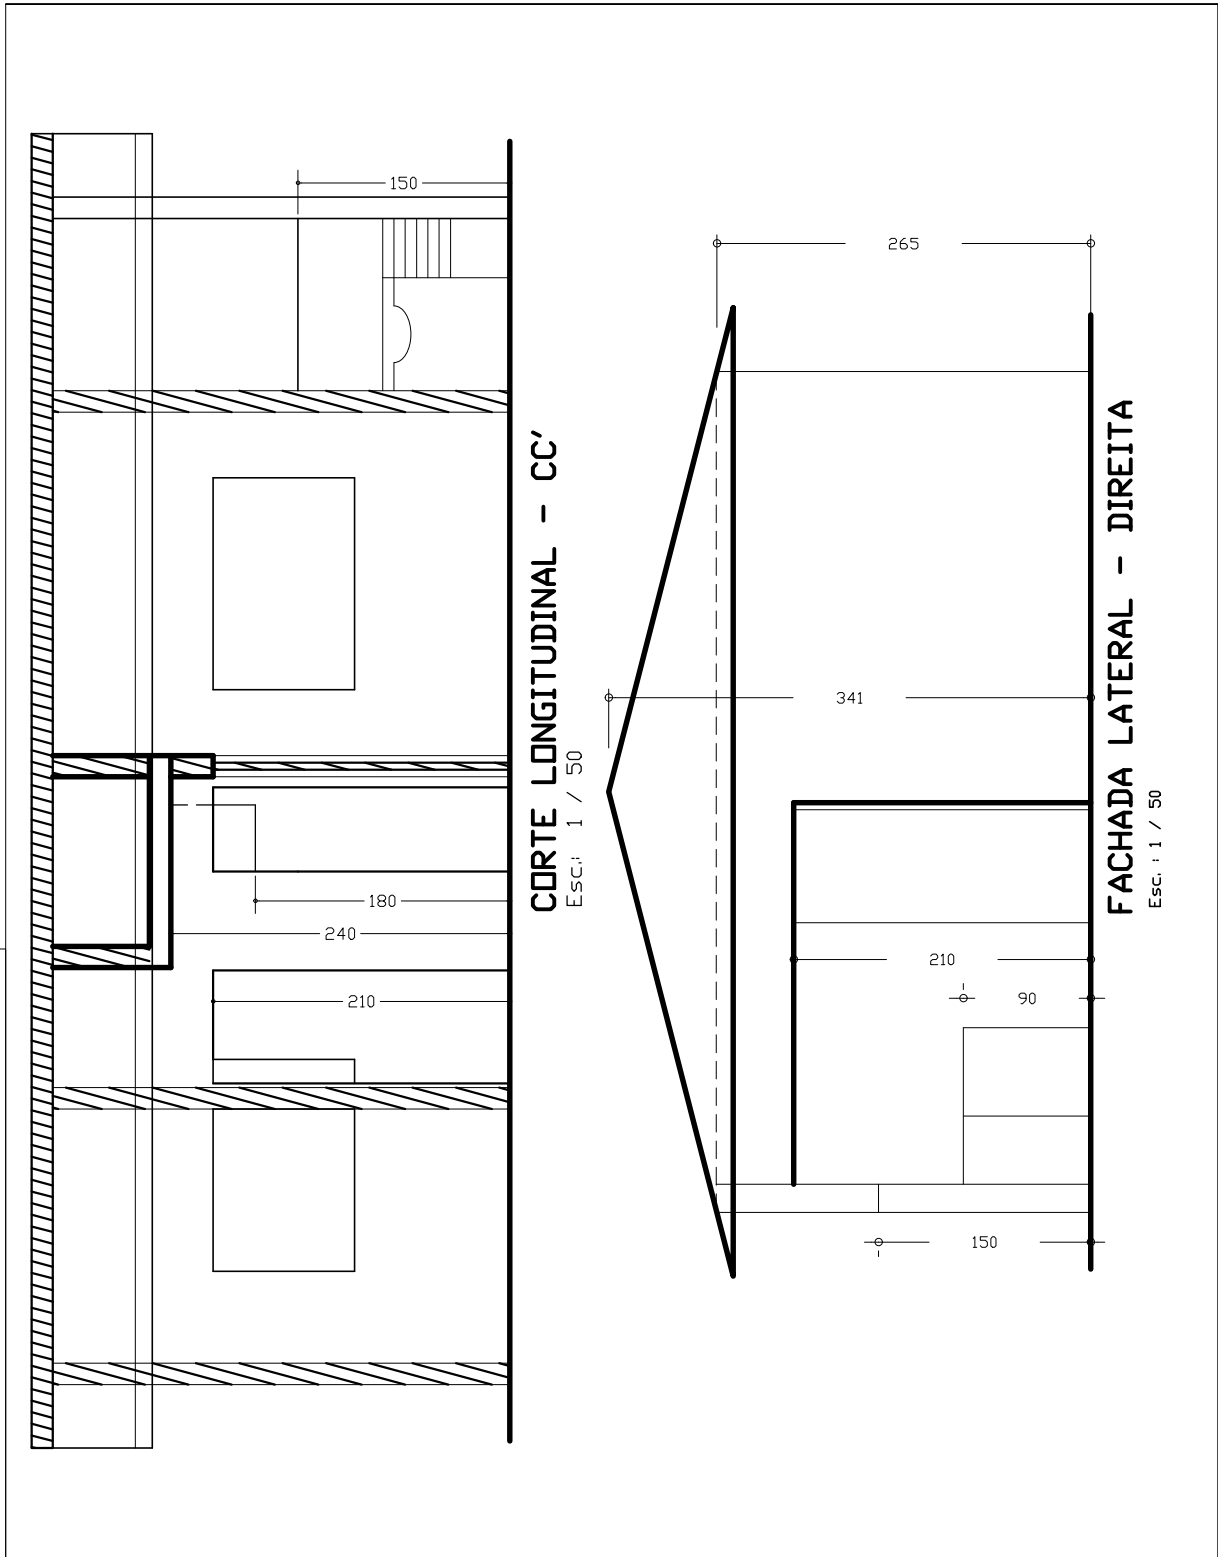 150
180
240
210
CORTE LONGITUDINAL - CC'
Esc.: 1 / 50
265
341
210
90
150
FACHADA LATERAL - DIREITA
Esc. : 1 / 50